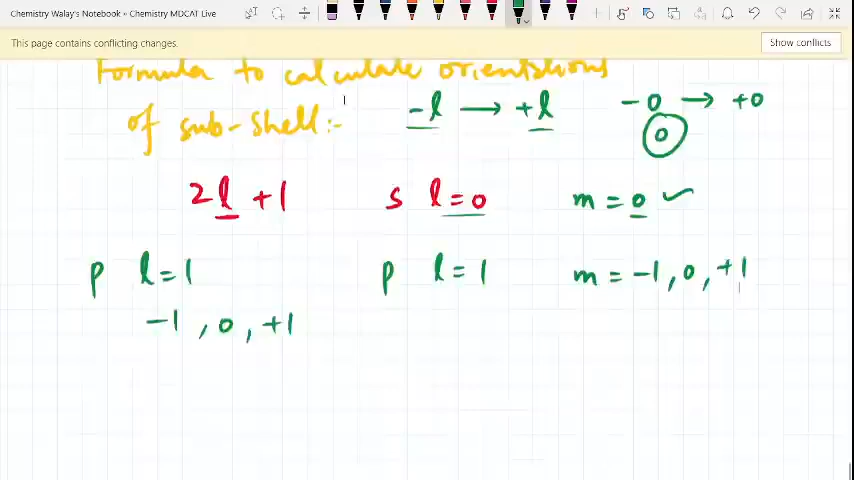 Chemistry Walay's Notebook » Chemistry MDCAT Live
This page contains conflicting changes.
Show conflicts
Formula to calculate orientations
of sub-shell:-
-l → +l
-0 → +0
0
2l +1
s l=0
m = 0 ✓
p l=1
p l=1
m = -1, 0, +1
-1, 0, +1